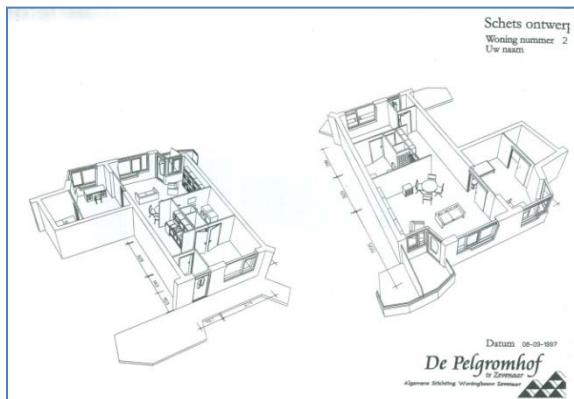 Schets ontwerp
Woning nummer 2
Uw naam
Datum 08-09-1997
De Pelgromhof
te Zevenaar
Algemene Stichting Woningbouw Zevenaar